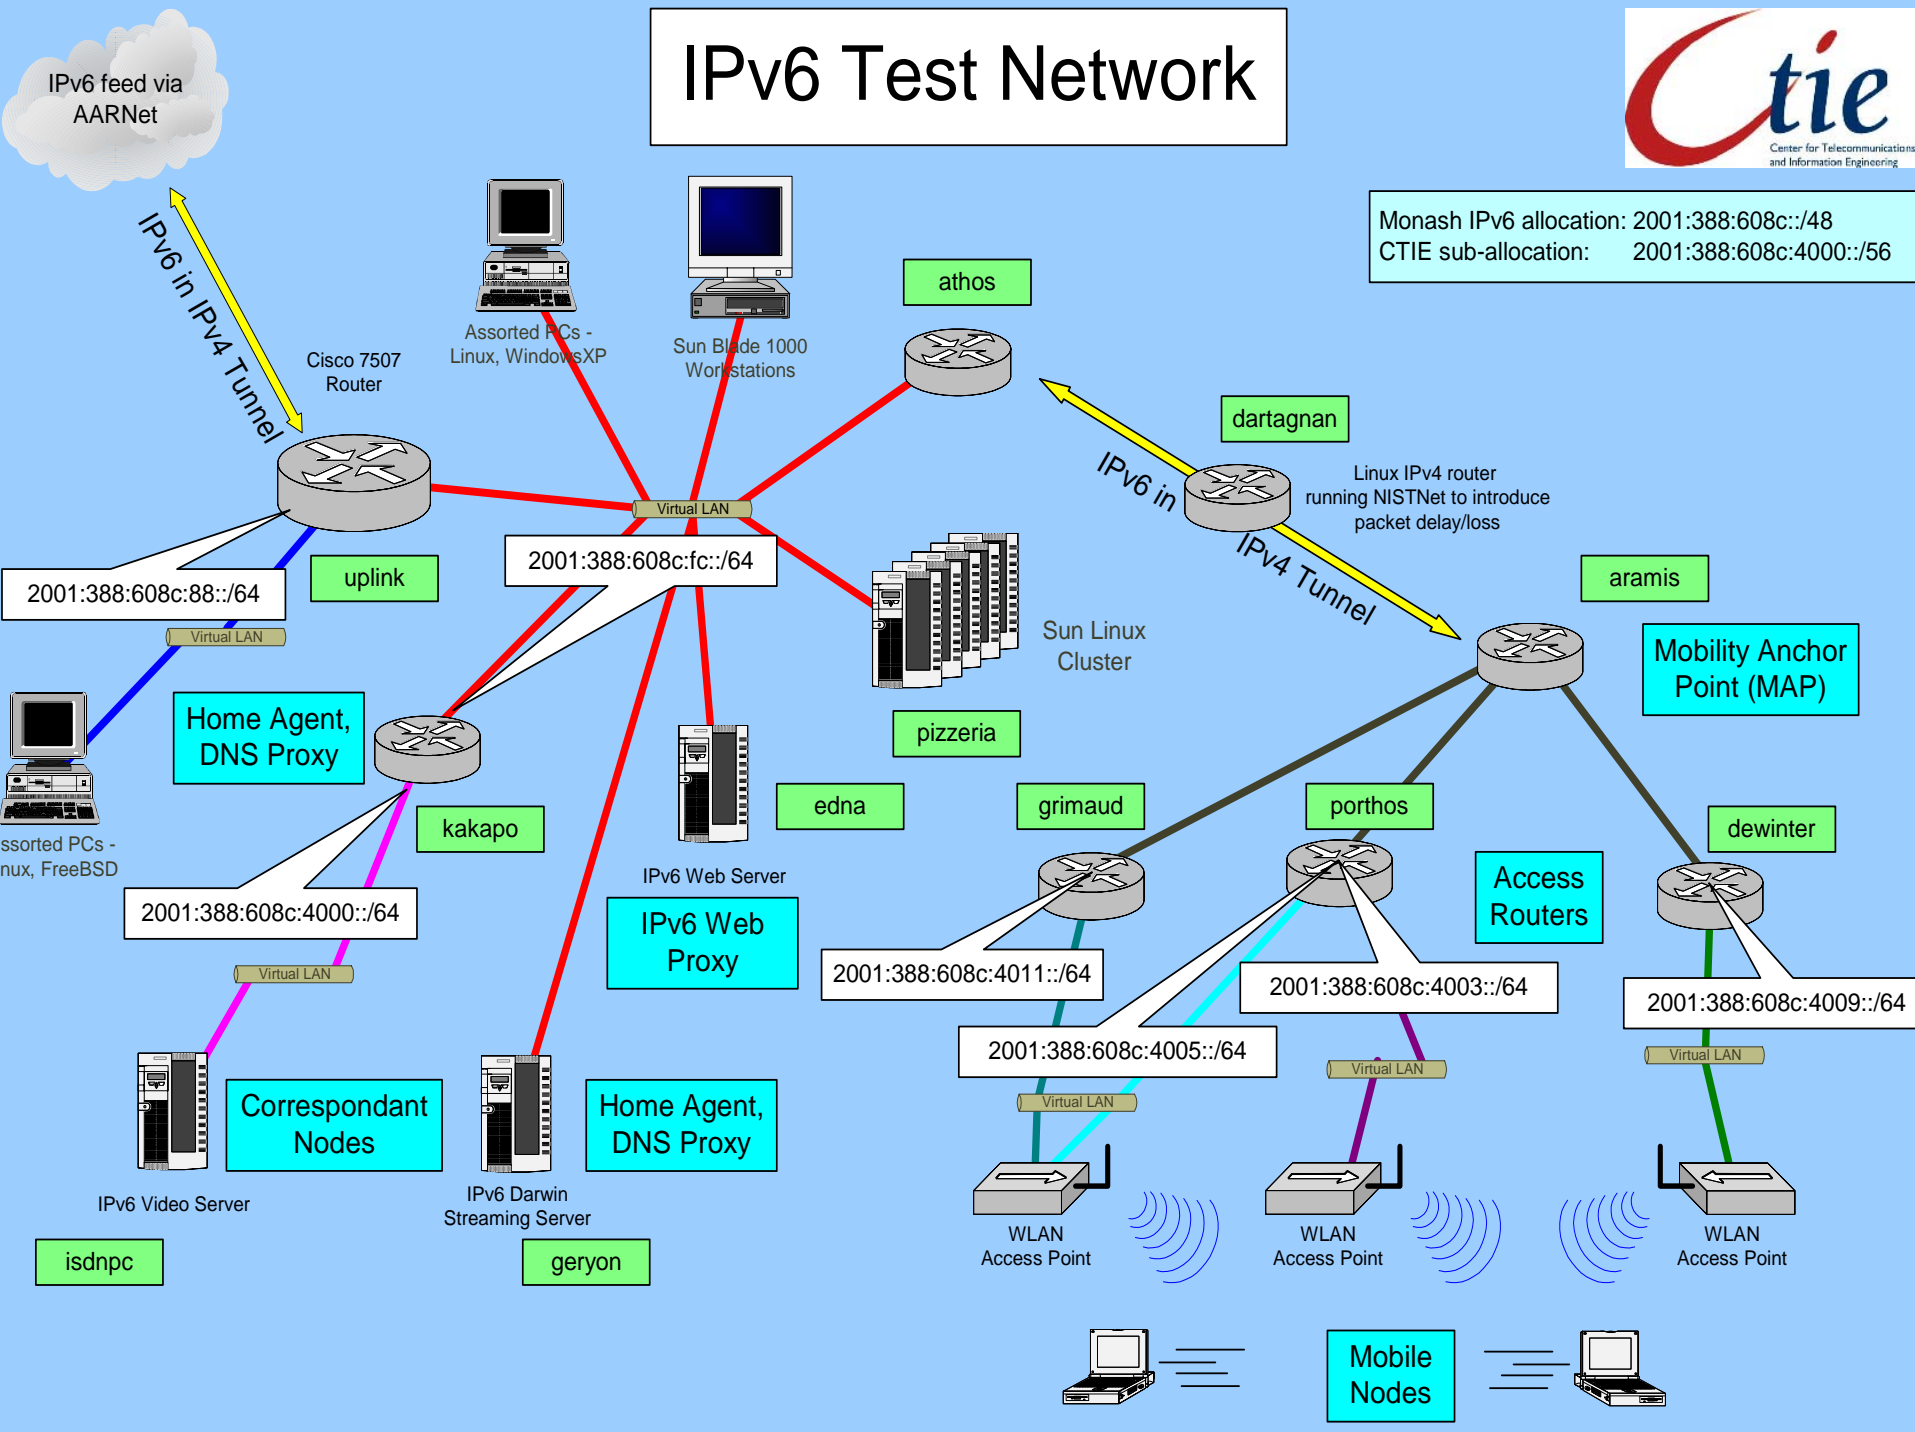 IPv6 Test Network
IPv6 feed via
AARNet
Ctie
Center for Telecommunications
and Information Engineering
Monash IPv6 allocation: 2001:388:608c::/48
CTIE sub-allocation: 2001:388:608c:4000::/56
IPv6 in IPv4 Tunnel
Cisco 7507
Router
Assorted PCs -
Linux, WindowsXP
Sun Blade 1000
Workstations
athos
dartagnan
IPv6 in
IPv4 Tunnel
Linux IPv4 router
running NISTNet to introduce
packet delay/loss
Virtual LAN
2001:388:608c:fc::/64
2001:388:608c:88::/64
uplink
Virtual LAN
aramis
Mobility Anchor
Point (MAP)
Sun Linux
Cluster
pizzeria
Home Agent,
DNS Proxy
kakapo
ssorted PCs -
nux, FreeBSD
edna
IPv6 Web Server
IPv6 Web
Proxy
grimaud
porthos
dewinter
Access
Routers
2001:388:608c:4000::/64
Virtual LAN
2001:388:608c:4011::/64
2001:388:608c:4003::/64
2001:388:608c:4009::/64
2001:388:608c:4005::/64
Virtual LAN
Virtual LAN
Virtual LAN
Correspondant
Nodes
IPv6 Video Server
isdnpc
Home Agent,
DNS Proxy
IPv6 Darwin
Streaming Server
geryon
WLAN
Access Point
WLAN
Access Point
WLAN
Access Point
Mobile
Nodes